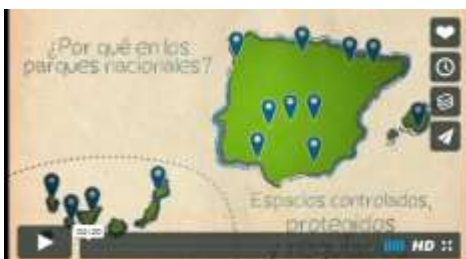 ¿Por qué en los
parques nacionales?
Espacios controlados,
protegidos
02:20
HD